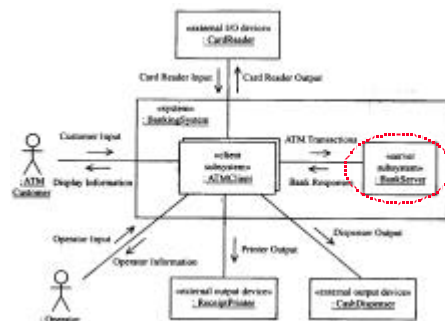 «external I/O devices»
: CardReader
Card Reader Input
Card Reader Output
«system»
: BankingSystem
Customer Input
«client
subsystem»
: ATMClient
ATM Transactions
«server
subsystem»
: BankServer
: ATM
Customer
Display Information
Bank Responses
Operator Input
Operator Information
Printer Output
Dispenser Output
: Operator
«external output devices»
: ReceiptPrinter
«external output devices»
: CashDispenser